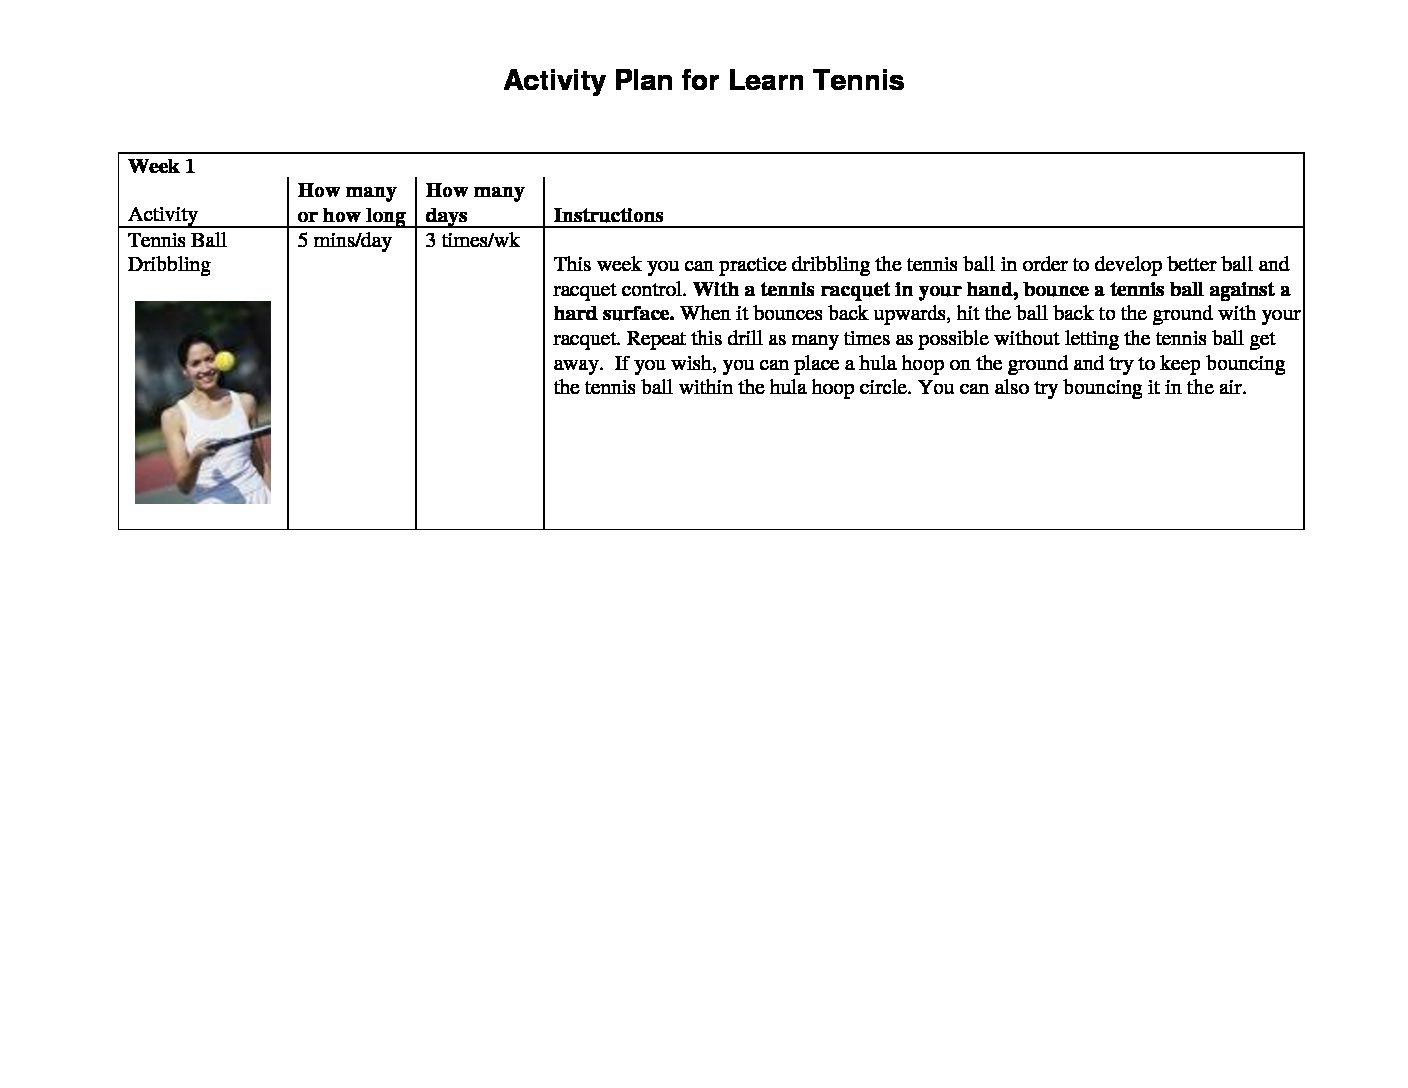 Activity Plan for Learn Tennis
Week 1
Activity
How many
or how long
How many
days
Instructions
Tennis Ball
Dribbling
5 mins/day
3 times/wk
This week you can practice dribbling the tennis ball in order to develop better ball and
racquet control. With a tennis racquet in your hand, bounce a tennis ball against a
hard surface. When it bounces back upwards, hit the ball back to the ground with your
racquet. Repeat this drill as many times as possible without letting the tennis ball get
away.  If you wish, you can place a hula hoop on the ground and try to keep bouncing
the tennis ball within the hula hoop circle. You can also try bouncing it in the air.